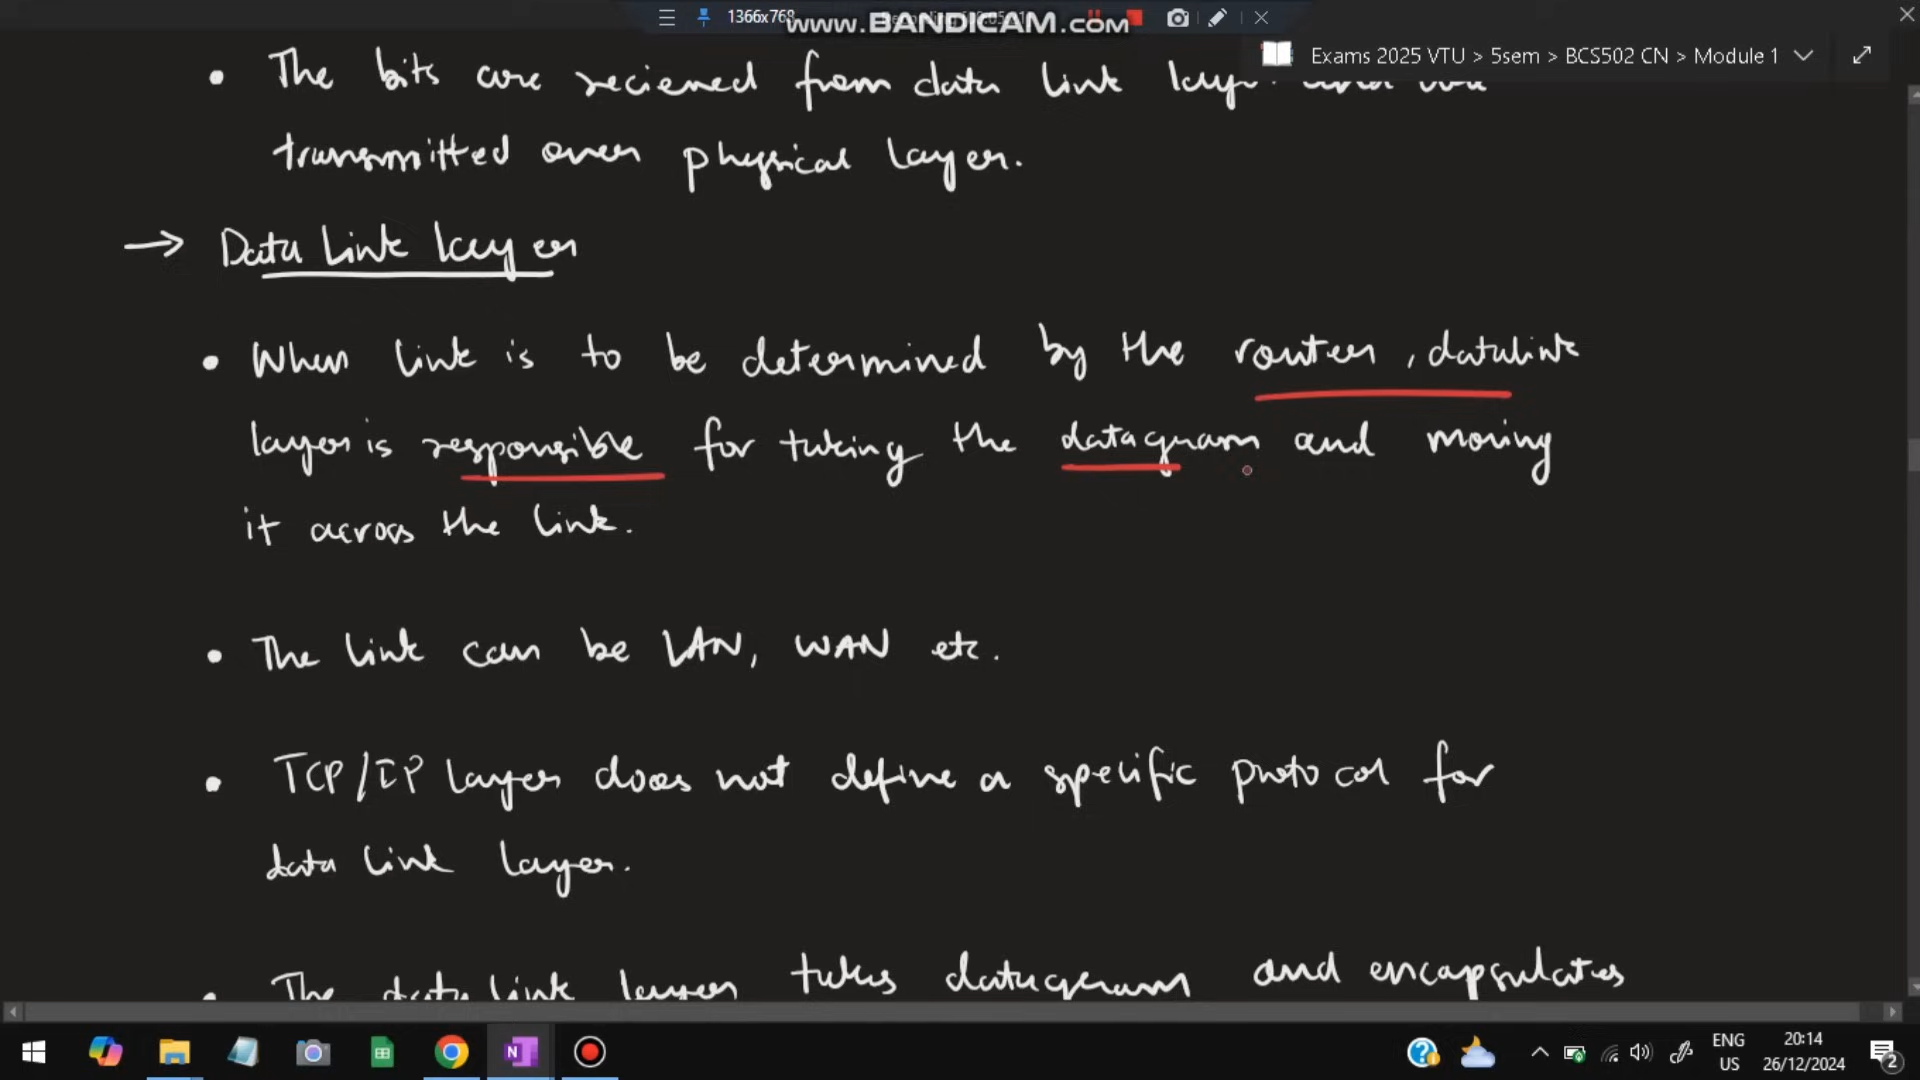 1366x768
www.BANDICAM.com
Exams 2025 VTU > 5sem > BCS502 CN > Module 1
• The bits are recieved from data link layer and
transmitted over physical layer.
→ Data Link Layer
• When link is to be determined by the router, datalink
layer is responsible for taking the datagram and moving
it across the link.
• The link can be LAN, WAN etc.
• TCP/IP layer does not define a specific protocol for
data link layer.
• The data link layer takes datagram and encapsulates
ENG
US
20:14
26/12/2024
2